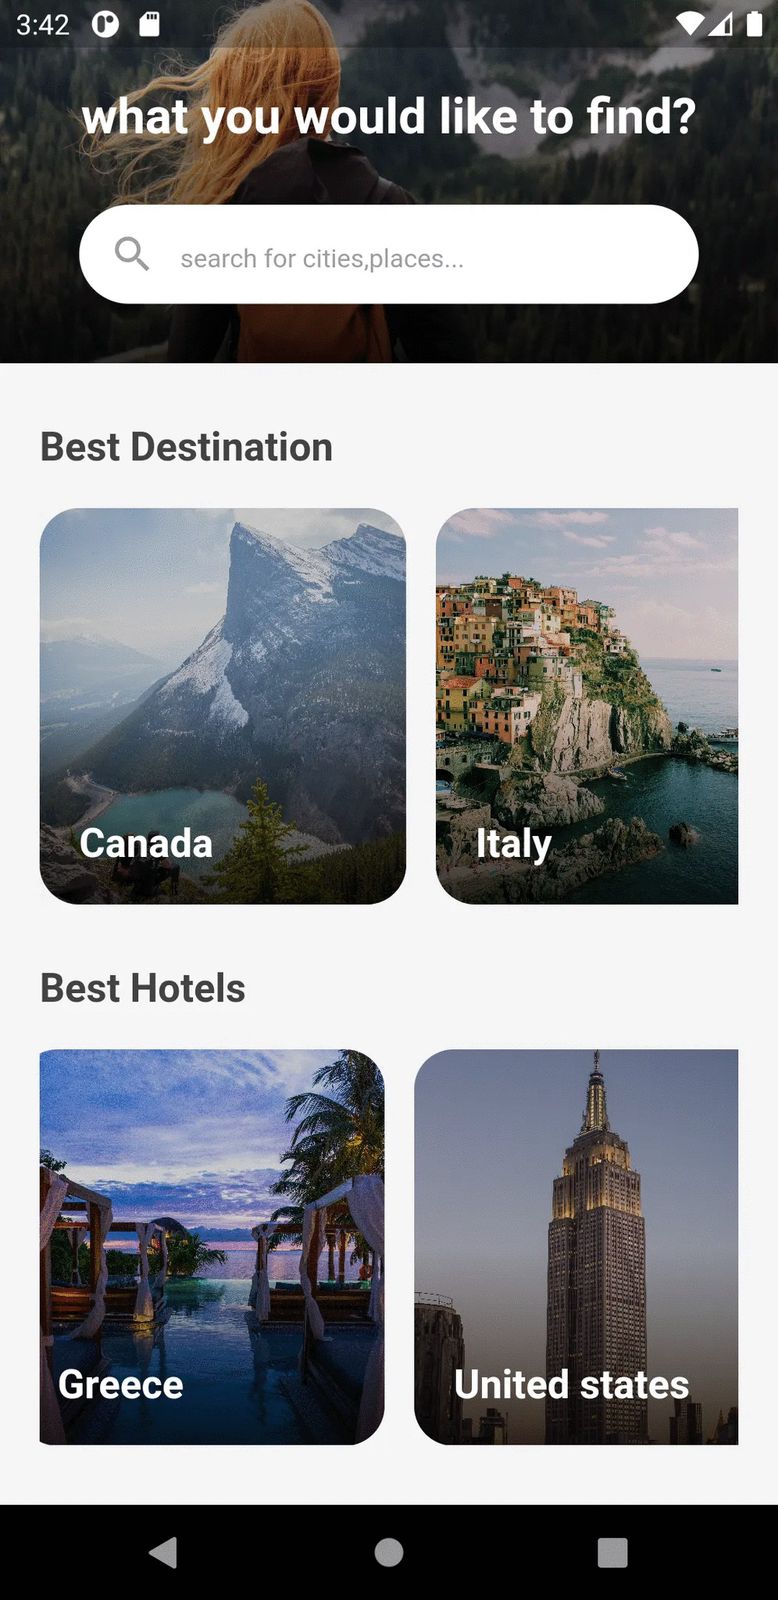 3:42
what you would like to find?
search for cities,places...
Best Destination
Canada
Italy
Best Hotels
Greece
United states